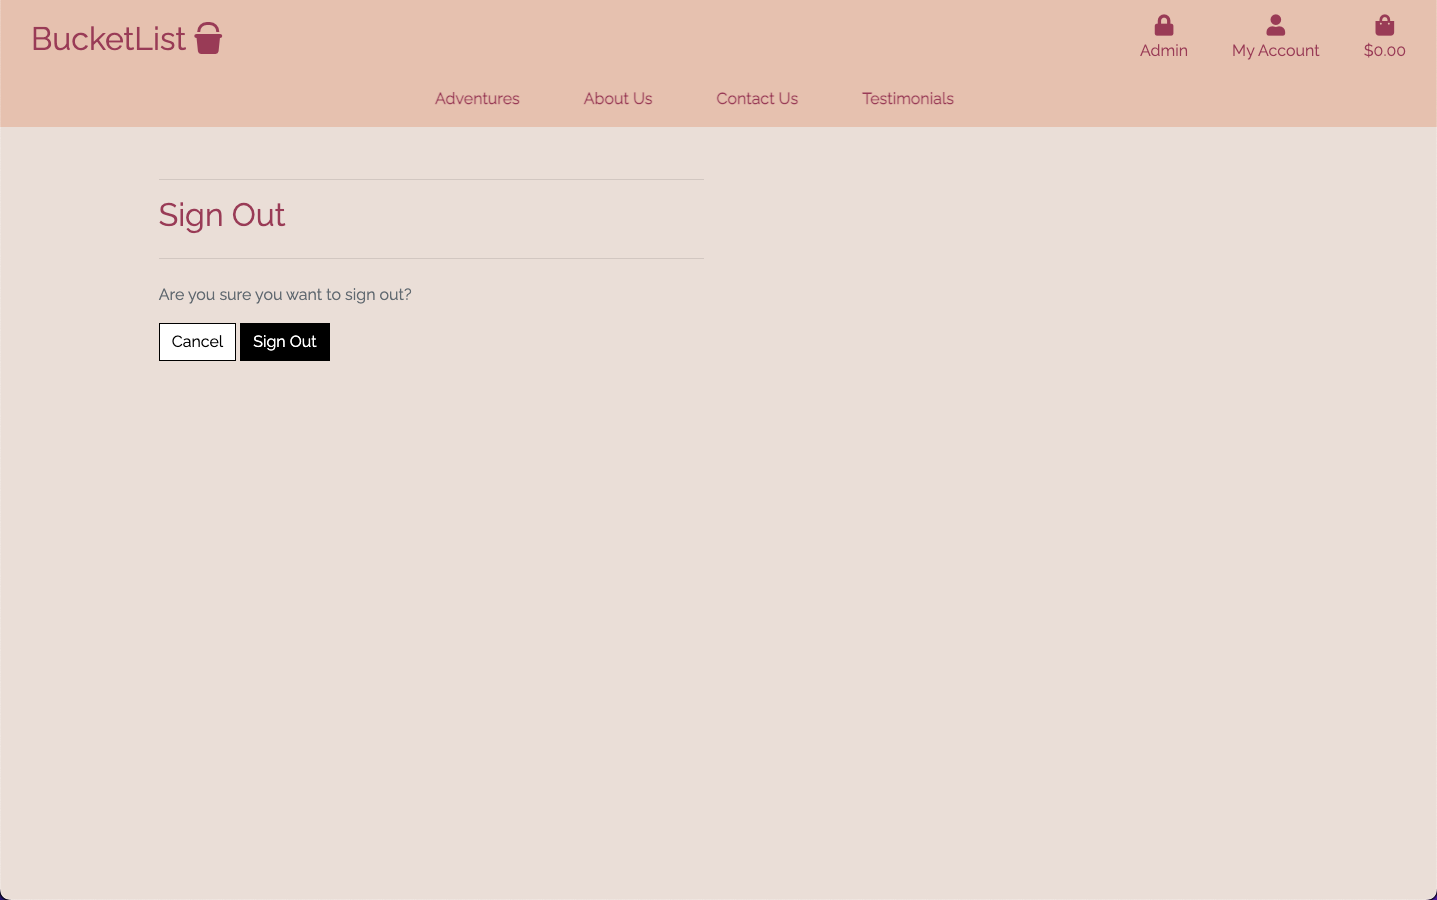 BucketList
Admin
My Account
$0.00
Adventures
About Us
Contact Us
Testimonials
Sign Out
Are you sure you want to sign out?
Cancel
Sign Out